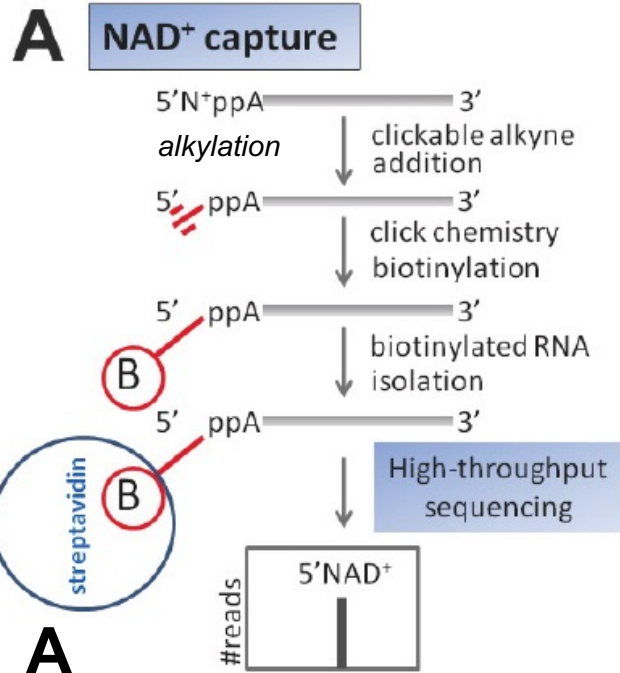 A NAD⁺ capture
5′N⁺ppA 3′
alkylation
clickable alkyne
addition
5′ ppA 3′
click chemistry
biotinylation
5′ ppA 3′
B
biotinylated RNA
isolation
5′ ppA 3′
B
streptavidin
High-throughput
sequencing
5′NAD⁺
#reads
A